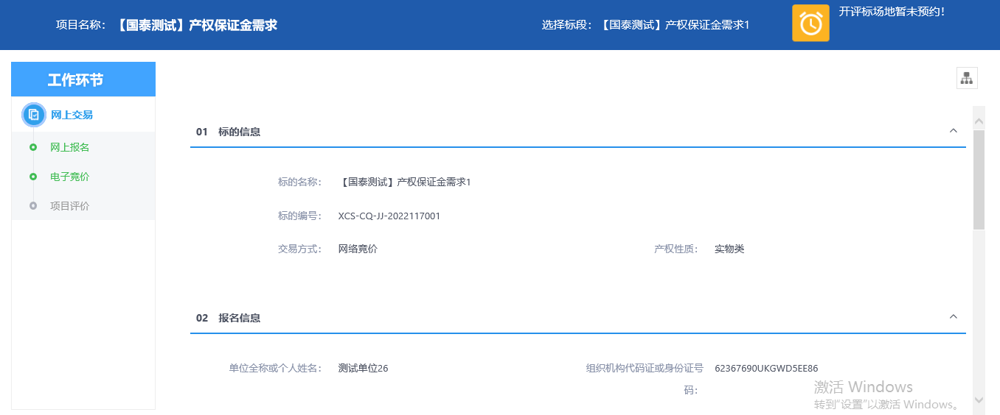 项目名称：【国泰测试】产权保证金需求
选择标段：【国泰测试】产权保证金需求1
开评标场地暂未预约！
工作环节
网上交易
网上报名
电子竞价
项目评价
01 标的信息
标的名称：【国泰测试】产权保证金需求1
标的编号：XCS-CQ-JJ-2022117001
交易方式：网络竞价 产权性质：实物类
02 报名信息
单位全称或个人姓名：测试单位26
组织机构代码证或身份证号 62367690UKGWD5EE86
码：
激活 Windows
转到"设置"以激活 Windows。